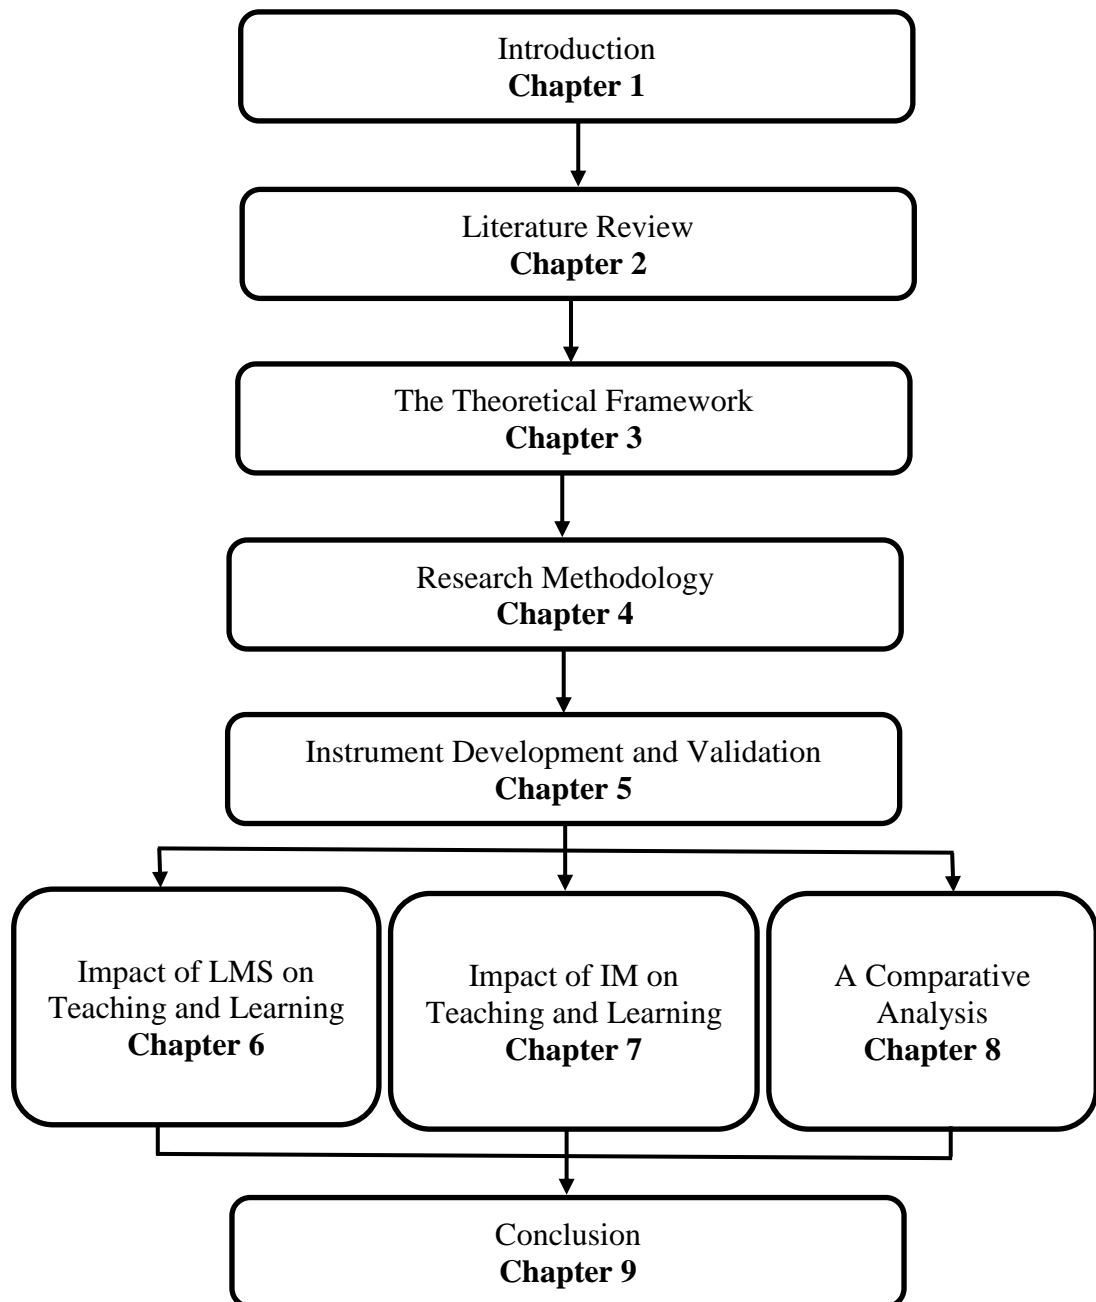 Introduction
Chapter 1
Literature Review
Chapter 2
The Theoretical Framework
Chapter 3
Research Methodology
Chapter 4
Instrument Development and Validation
Chapter 5
Impact of LMS on
Teaching and Learning
Chapter 6
Impact of IM on
Teaching and Learning
Chapter 7
A Comparative
Analysis
Chapter 8
Conclusion
Chapter 9